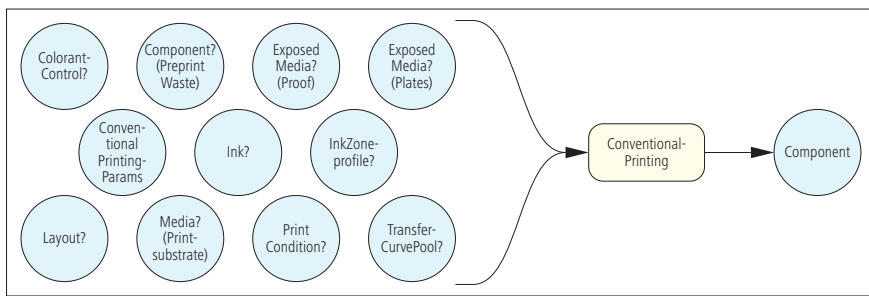 Colorant-
Control?
Component?
(Preprint
Waste)
Exposed
Media?
(Proof)
Exposed
Media?
(Plates)
Conven-
tional
Printing-
Params
Ink?
InkZone-
profile?
Conventional-
Printing
Component
Layout?
Media?
(Print-
substrate)
Print
Condition?
Transfer-
CurvePool?